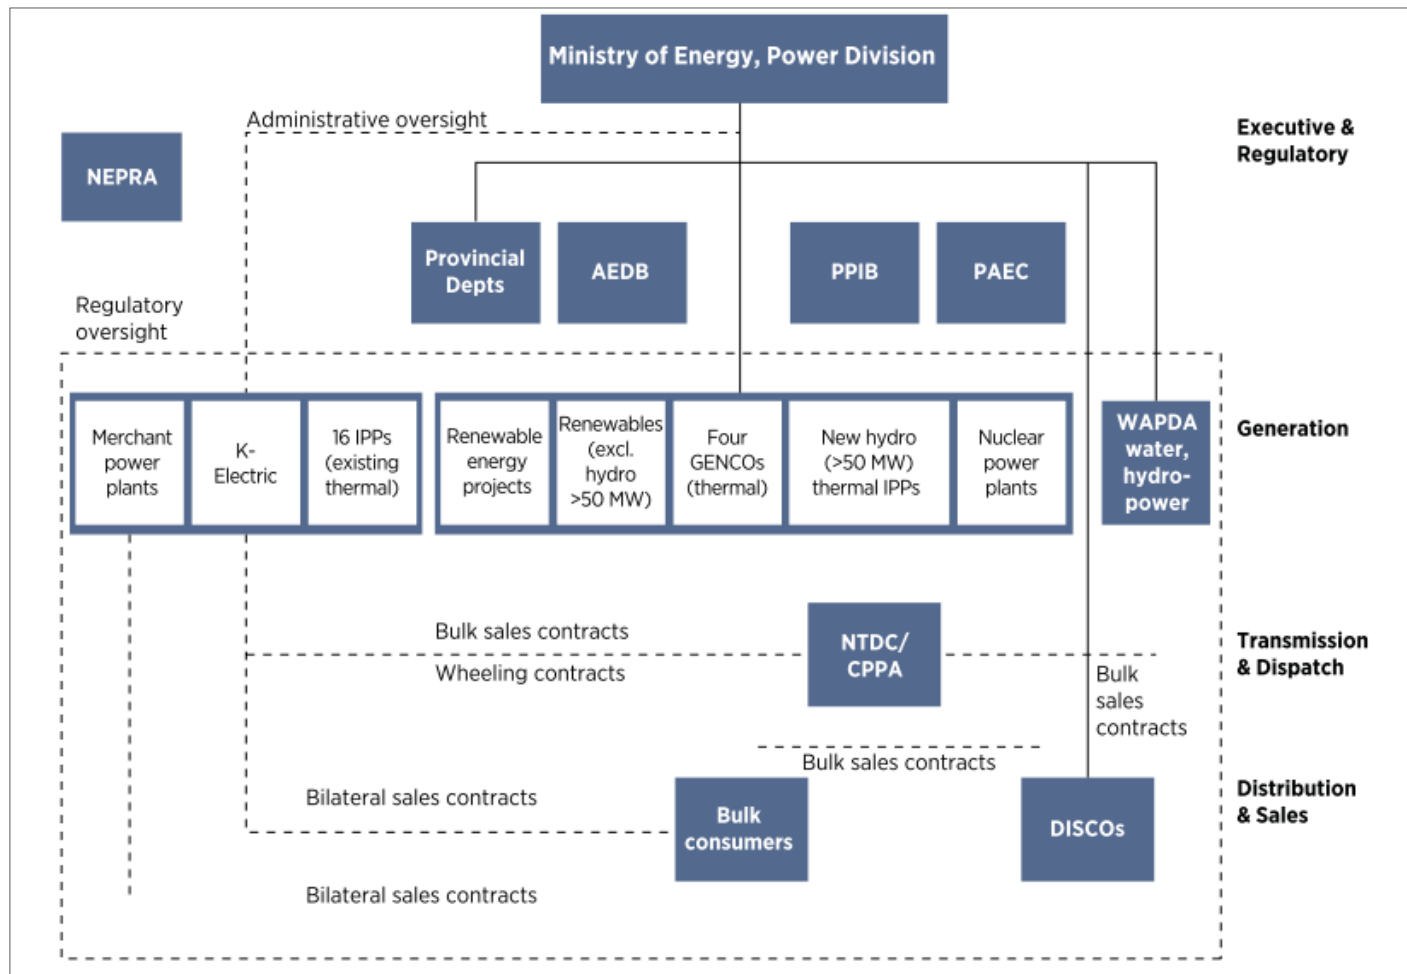 Ministry of Energy, Power Division
Administrative oversight
Executive &
Regulatory
NEPRA
Provincial
Depts
AEDB
PPIB
PAEC
Regulatory
oversight
Merchant
power
plants
K-
Electric
16 IPPs
(existing
thermal)
Renewable
energy
projects
Renewables
(excl.
hydro
>50 MW)
Four
GENCOs
(thermal)
New hydro
(>50 MW)
thermal IPPs
Nuclear
power
plants
WAPDA
water,
hydro-
power
Generation
Bulk sales contracts
Wheeling contracts
NTDC/
CPPA
Bulk
sales
contracts
Transmission
& Dispatch
Bulk sales contracts
Bilateral sales contracts
Bulk
consumers
DISCOs
Distribution
& Sales
Bilateral sales contracts